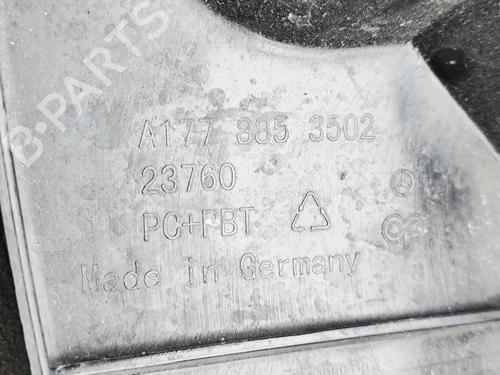 B-PARTS
A177 885 3502
23760
PC+PBT
Made in Germany